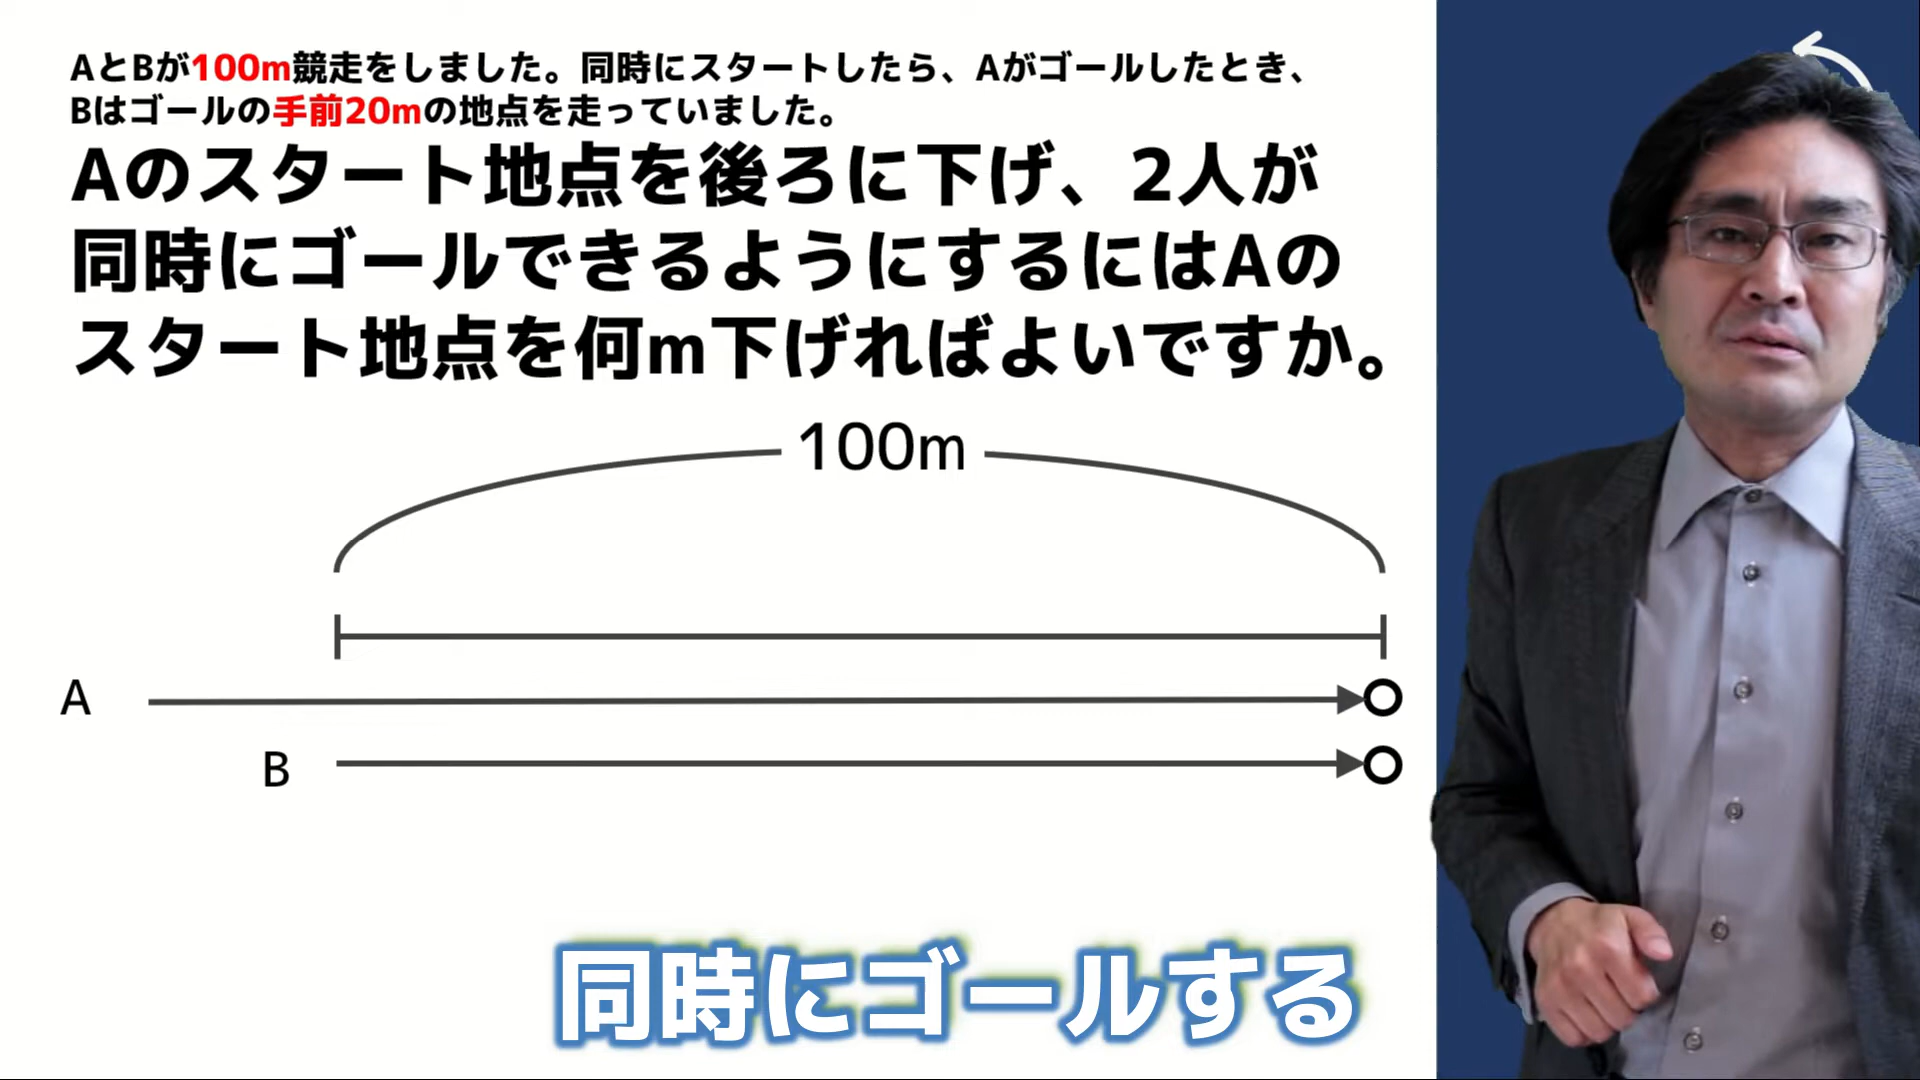 AとBが100m競走をしました。同時にスタートしたら、Aがゴールしたとき、
Bはゴールの手前20mの地点を走っていました。
Aのスタート地点を後ろに下げ、2人が
同時にゴールできるようにするにはAの
スタート地点を何m下げればよいですか。
100m
A
B
同時にゴールする